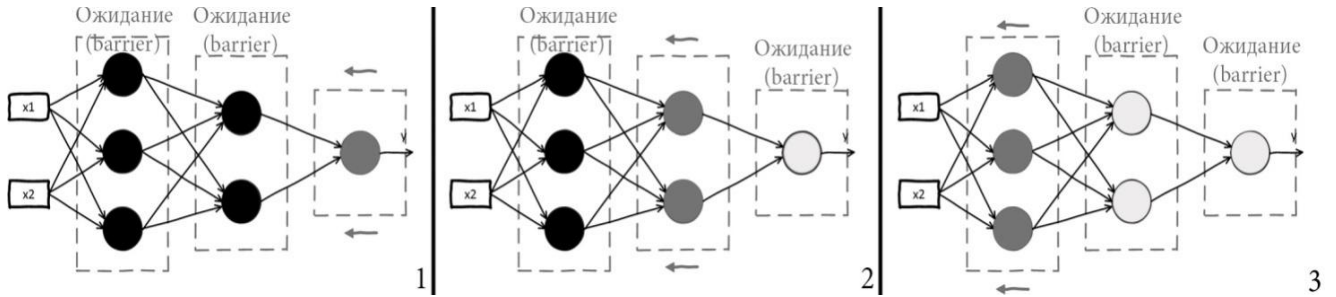 Ожидание
(barrier)
Ожидание
(barrier)
x1
x2
1
Ожидание
(barrier)
Ожидание
(barrier)
x1
x2
2
Ожидание
(barrier)
Ожидание
(barrier)
x1
x2
3